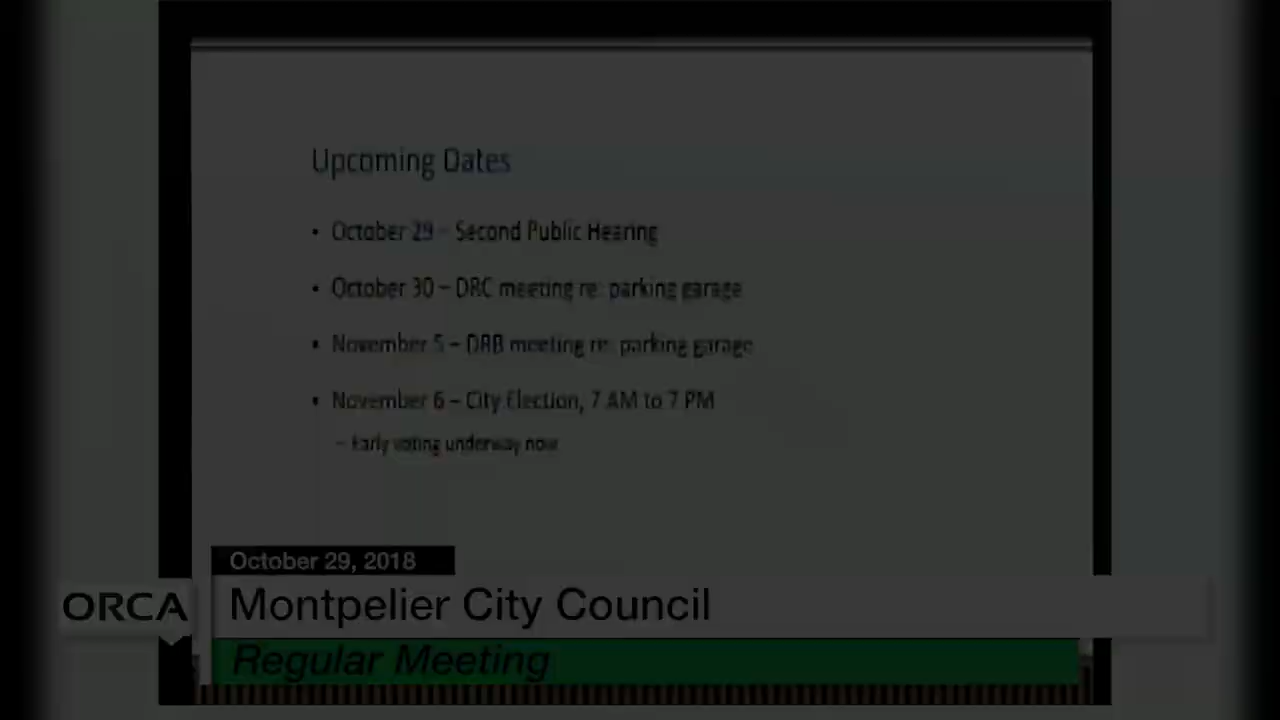 Upcoming Dates
• October 29 – Second Public Hearing
• October 30 – DRC meeting re: parking garage
• November 5 – DRB meeting re: parking garage
• November 6 – City Election, 7 AM to 7 PM
– Early voting underway now
October 29, 2018
ORCA
Montpelier City Council
Regular Meeting